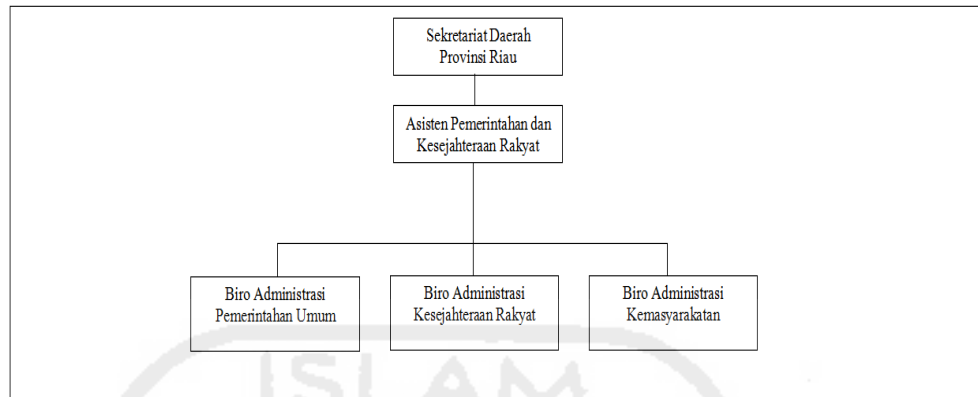 Sekretariat Daerah
Provinsi Riau
Asisten Pemerintahan dan
Kesejahteraan Rakyat
Biro Administrasi
Pemerintahan Umum
Biro Administrasi
Kesejahteraan Rakyat
Biro Administrasi
Kemasyarakatan
ISLAM